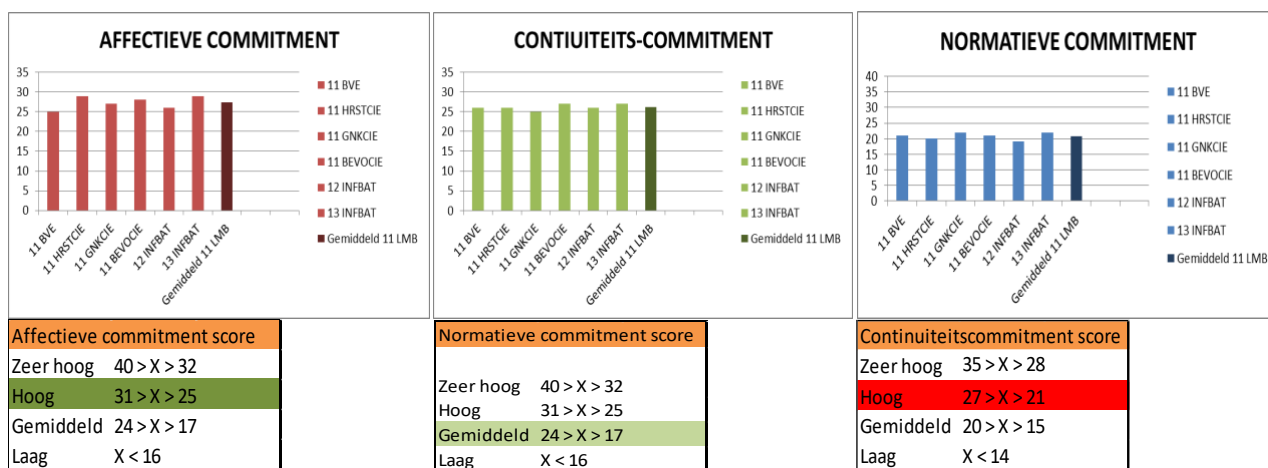 AFFECTIEVE COMMITMENT
35
30
25
20
15
10
5
0
11 BVE
11 HRSTCIE
11 GNKCIE
11 BEVOCIE
12 INFBAT
13 INFBAT
Gemiddeld 11 LMB
11 BVE
11 HRSTCIE
11 GNKCIE
11 BEVOCIE
12 INFBAT
13 INFBAT
Gemiddeld 11 LMB
CONTIUITEITS-COMMITMENT
35
30
25
20
15
10
5
0
11 BVE
11 HRSTCIE
11 GNKCIE
11 BEVOCIE
12 INFBAT
13 INFBAT
Gemiddeld 11 LMB
11 BVE
11 HRSTCIE
11 GNKCIE
11 BEVOCIE
12 INFBAT
13 INFBAT
Gemiddeld 11 LMB
NORMATIEVE COMMITMENT
40
35
30
25
20
15
10
5
0
11 BVE
11 HRSTCIE
11 GNKCIE
11 BEVOCIE
12 INFBAT
13 INFBAT
Gemiddeld 11 LMB
11 BVE
11 HRSTCIE
11 GNKCIE
11 BEVOCIE
12 INFBAT
13 INFBAT
Gemiddeld 11 LMB
Affectieve commitment score
Zeer hoog 40 > X > 32
Hoog 31 > X > 25
Gemiddeld 24 > X > 17
Laag X < 16
Normatieve commitment score
Zeer hoog 40 > X > 32
Hoog 31 > X > 25
Gemiddeld 24 > X > 17
Laag X < 16
Continuiteitscommitment score
Zeer hoog 35 > X > 28
Hoog 27 > X > 21
Gemiddeld 20 > X > 15
Laag X < 14